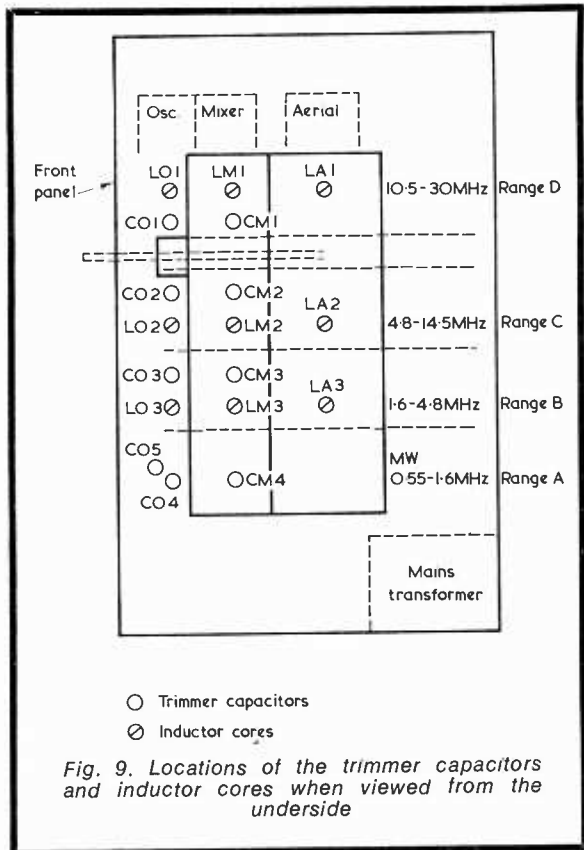 Osc Mixer Aerial
Front panel
LO1 LM1 LA1
10·5-30MHz Range D
CO1 CM1
CO2 CM2
LO2 LM2 LA2
4·8-14·5MHz Range C
CO3 CM3
LO3 LM3 LA3
1·6-4·8MHz Range B
CO5
CO4 CM4
MW
0·55-1·6MHz Range A
Mains
transformer
Trimmer capacitors
Inductor cores
Fig. 9. Locations of the trimmer capacitors
and inductor cores when viewed from the
underside